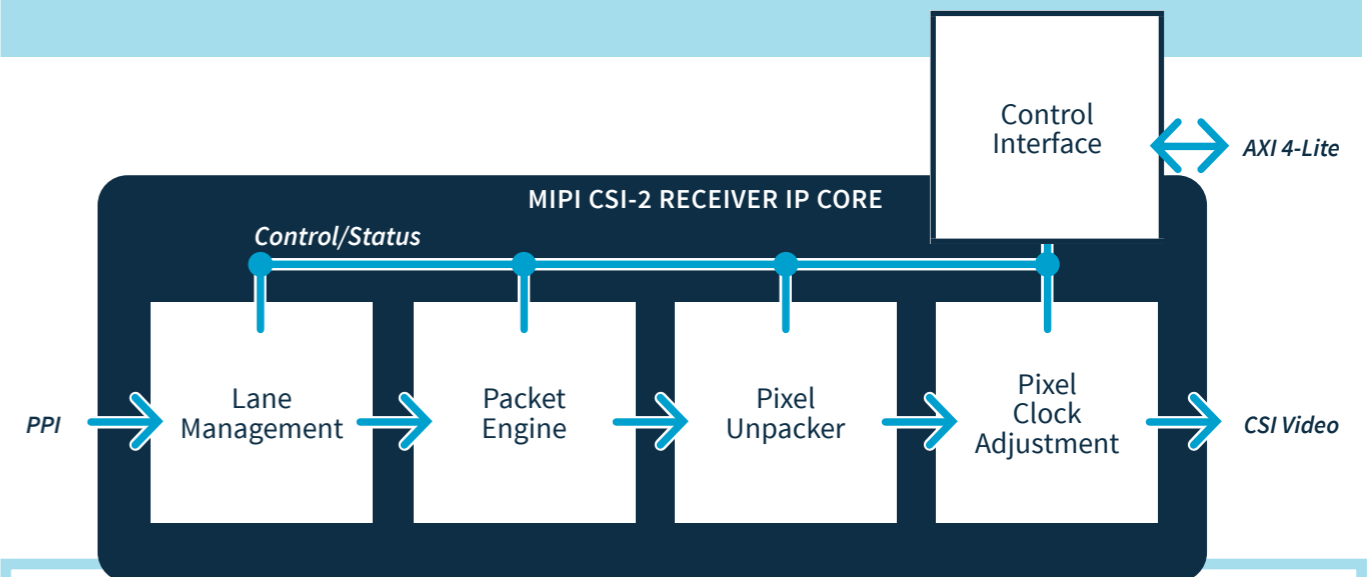 Control
Interface
AXI 4-Lite
MIPI CSI-2 RECEIVER IP CORE
Control/Status
PPI
Lane
Management
Packet
Engine
Pixel
Unpacker
Pixel
Clock
Adjustment
CSI Video